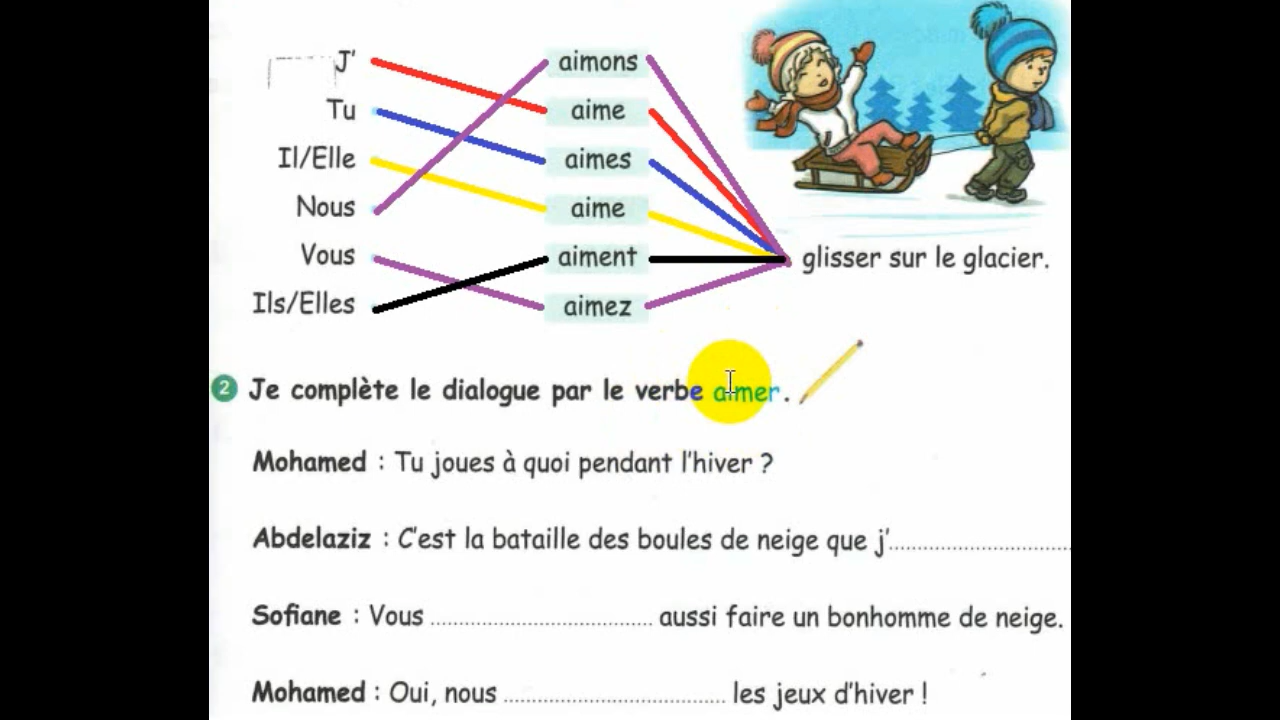 J' aimons
Tu aime
Il/Elle aimes
Nous aime
Vous aiment glisser sur le glacier.
Ils/Elles aimez
2 Je complète le dialogue par le verbe aimer.
Mohamed : Tu joues à quoi pendant l'hiver ?
Abdelaziz : C'est la bataille des boules de neige que j'..............................
Sofiane : Vous .................................... aussi faire un bonhomme de neige.
Mohamed : Oui, nous .................................... les jeux d'hiver !